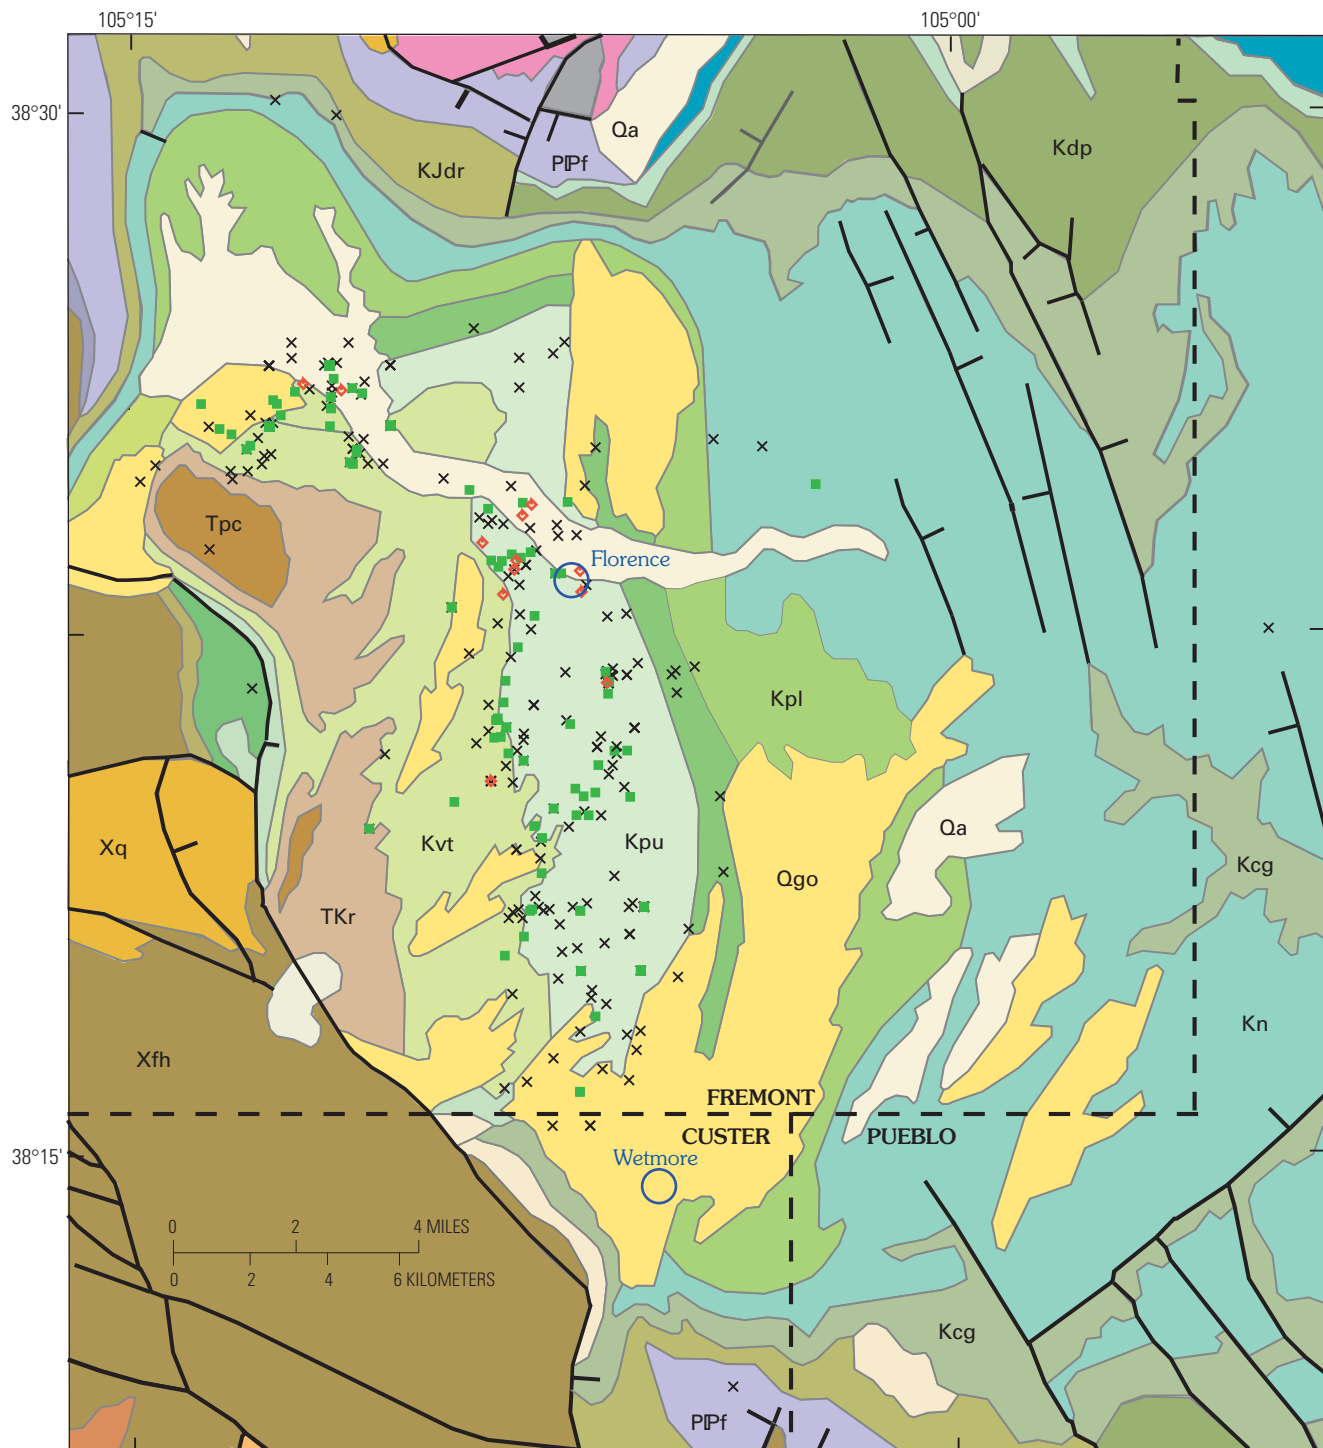 105°15'
105°00'
38°30'
Qa
Kdp
KJdr
PIPf
Tpc
Florence
Kpl
Xq
Kvt
Kpu
Qa
Kcg
Qgo
TKr
Kn
Xfh
FREMONT
CUSTER
PUEBLO
38°15'
Wetmore
0 2 4 MILES
0 2 4 6 KILOMETERS
Kcg
PIPf